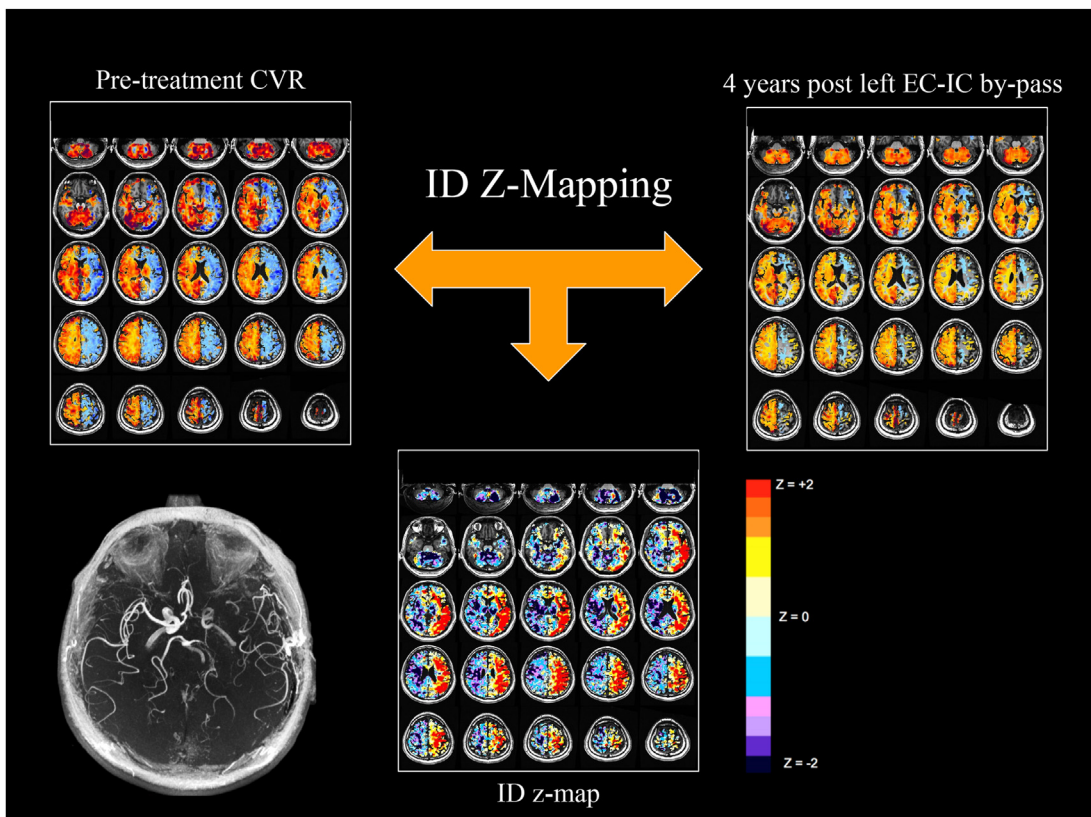 Pre-treatment CVR
4 years post left EC-IC by-pass
ID Z-Mapping
Z = +2
Z = 0
Z = -2
ID z-map